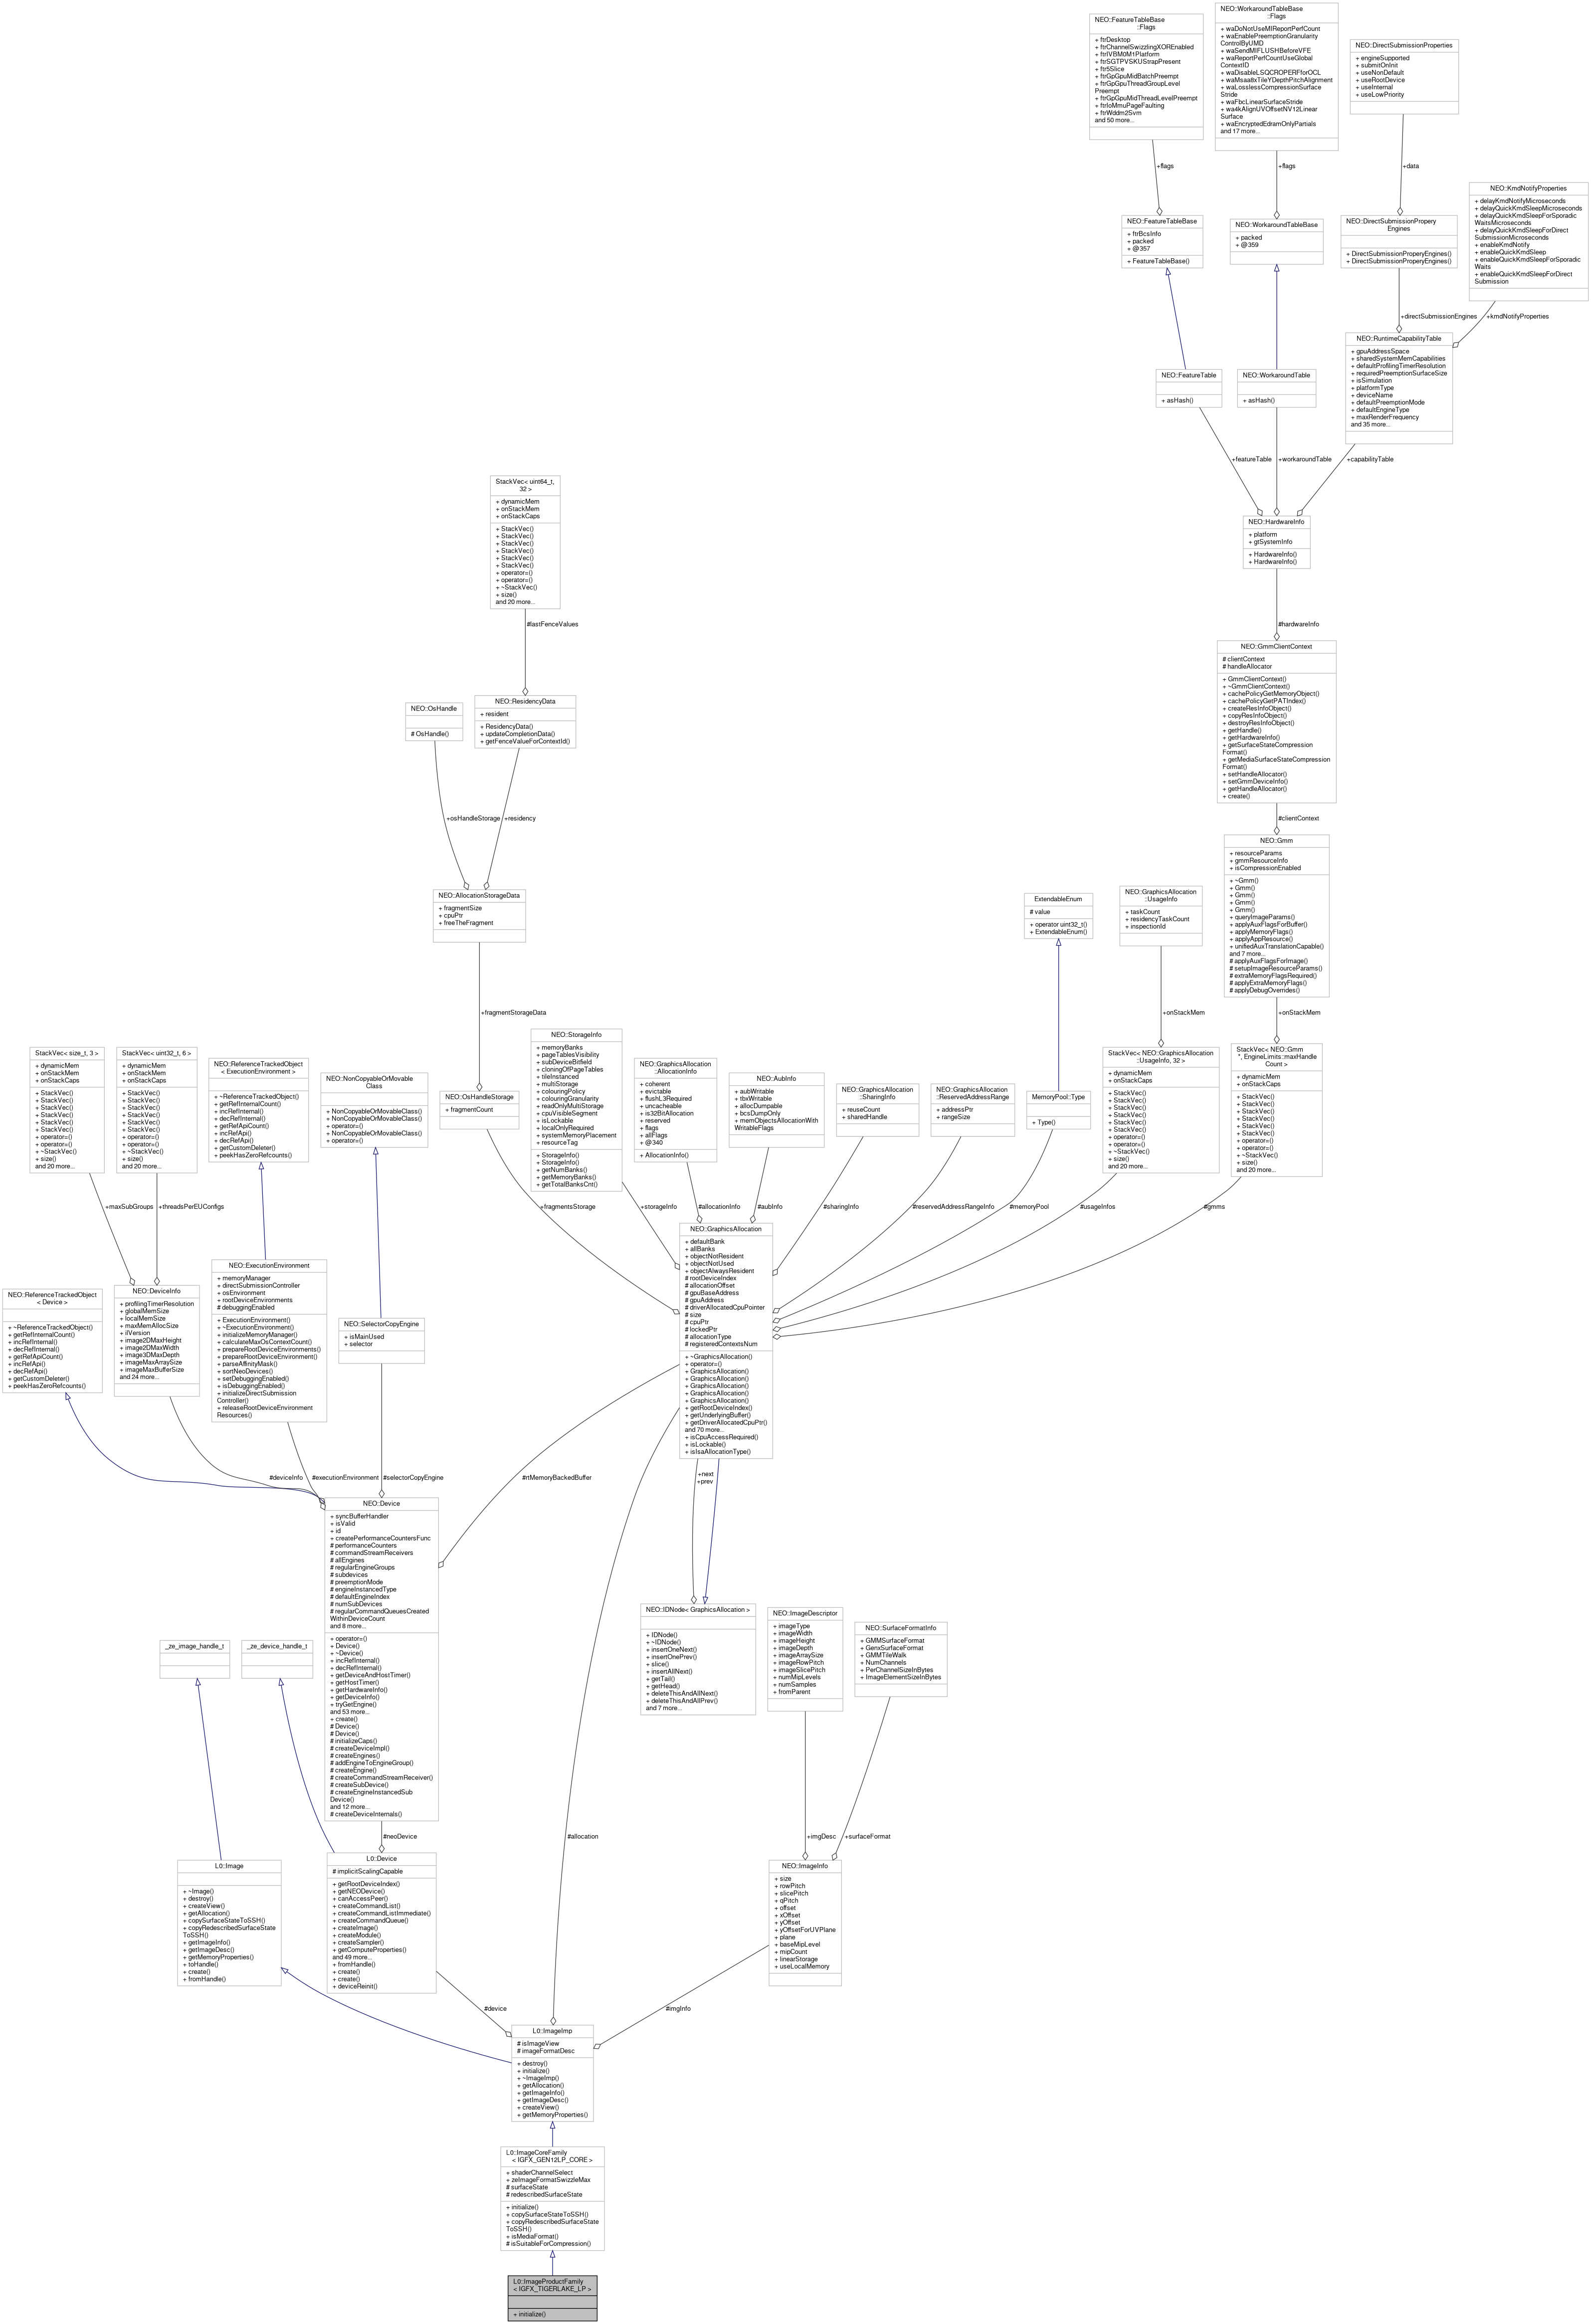 NEO::FeatureTableBase
::Flags
+ ftrDesktop
+ ftrChannelSwizzlingXOREnabled
+ ftrIVBM0M1Platform
+ ftrSGTPVSKUStrapPresent
+ ftr5Slice
+ ftrGpGpuMidBatchPreempt
+ ftrGpGpuThreadGroupLevel
Preempt
+ ftrGpGpuMidThreadLevelPreempt
+ ftrIoMmuPageFaulting
+ ftrWddm2Svm
and 50 more...
NEO::WorkaroundTableBase
::Flags
+ waDoNotUseMIReportPerfCount
+ waEnablePreemptionGranularity
ControlByUMD
+ waSendMIFLUSHBeforeVFE
+ waReportPerfCountUseGlobal
ContextID
+ waDisableLSQCROPERFforOCL
+ waMsaa8xTileYDepthPitchAlignment
+ waLosslessCompressionSurface
Stride
+ waFbcLinearSurfaceStride
+ wa4kAlignUVOffsetNV12Linear
Surface
+ waEncryptedEdramOnlyPartials
and 17 more...
NEO::DirectSubmissionProperties
+ engineSupported
+ submitOnInit
+ useNonDefault
+ useRootDevice
+ useInternal
+ useLowPriority
+flags
+flags
+data
NEO::KmdNotifyProperties
+ delayKmdNotifyMicroseconds
+ delayQuickKmdSleepMicroseconds
+ delayQuickKmdSleepForSporadic
WaitsMicroseconds
+ delayQuickKmdSleepForDirect
SubmissionMicroseconds
+ enableKmdNotify
+ enableQuickKmdSleep
+ enableQuickKmdSleepForSporadic
Waits
+ enableQuickKmdSleepForDirect
Submission
NEO::FeatureTableBase
+ ftrBcsInfo
+ packed
+ @357
+ FeatureTableBase()
NEO::WorkaroundTableBase
+ packed
+ @359
NEO::DirectSubmissionPropery
Engines
+ DirectSubmissionProperyEngines()
+ DirectSubmissionProperyEngines()
+directSubmissionEngines
+kmdNotifyProperties
NEO::FeatureTable
+ asHash()
NEO::WorkaroundTable
+ asHash()
NEO::RuntimeCapabilityTable
+ gpuAddressSpace
+ sharedSystemMemCapabilities
+ defaultProfilingTimerResolution
+ requiredPreemptionSurfaceSize
+ isSimulation
+ platformType
+ deviceName
+ defaultPreemptionMode
+ defaultEngineType
+ maxRenderFrequency
and 35 more...
+featureTable
+workaroundTable
+capabilityTable
NEO::HardwareInfo
+ platform
+ gtSystemInfo
+ HardwareInfo()
+ HardwareInfo()
#hardwareInfo
StackVec< uint64_t,
32 >
+ dynamicMem
+ onStackMem
+ onStackCaps
+ StackVec()
+ StackVec()
+ StackVec()
+ StackVec()
+ StackVec()
+ StackVec()
+ operator=()
+ operator=()
+ ~StackVec()
+ size()
and 20 more...
#lastFenceValues
NEO::GmmClientContext
# clientContext
# handleAllocator
+ GmmClientContext()
+ ~GmmClientContext()
+ cachePolicyGetMemoryObject()
+ cachePolicyGetPATIndex()
+ createResInfoObject()
+ copyResInfoObject()
+ destroyResInfoObject()
+ getHandle()
+ getHardwareInfo()
+ getSurfaceStateCompression
Format()
+ getMediaSurfaceStateCompression
Format()
+ setHandleAllocator()
+ setGmmDeviceInfo()
+ getHandleAllocator()
+ create()
#clientContext
NEO::OsHandle
# OsHandle()
NEO::ResidencyData
+ resident
+ ResidencyData()
+ updateCompletionData()
+ getFenceValueForContextId()
+osHandleStorage
+residency
NEO::AllocationStorageData
+ fragmentSize
+ cpuPtr
+ freeTheFragment
+fragmentStorageData
ExtendableEnum
# value
+ operator uint32_t()
+ ExtendableEnum()
NEO::GraphicsAllocation
::UsageInfo
+ taskCount
+ residencyTaskCount
+ inspectionId
+onStackMem
NEO::Gmm
+ resourceParams
+ gmmResourceInfo
+ isCompressionEnabled
+ ~Gmm()
+ Gmm()
+ Gmm()
+ Gmm()
+ Gmm()
+ queryImageParams()
+ applyAuxFlagsForBuffer()
+ applyMemoryFlags()
+ applyAppResource()
+ unifiedAuxTranslationCapable()
and 7 more...
# applyAuxFlagsForImage()
# setupImageResourceParams()
# extraMemoryFlagsRequired()
# applyExtraMemoryFlags()
# applyDebugOverrides()
+onStackMem
StackVec< size_t, 3 >
+ dynamicMem
+ onStackMem
+ onStackCaps
+ StackVec()
+ StackVec()
+ StackVec()
+ StackVec()
+ StackVec()
+ StackVec()
+ operator=()
+ operator=()
+ ~StackVec()
+ size()
and 20 more...
StackVec< uint32_t, 6 >
+ dynamicMem
+ onStackMem
+ onStackCaps
+ StackVec()
+ StackVec()
+ StackVec()
+ StackVec()
+ StackVec()
+ StackVec()
+ operator=()
+ operator=()
+ ~StackVec()
+ size()
and 20 more...
NEO::ReferenceTrackedObject
< ExecutionEnvironment >
+ ~ReferenceTrackedObject()
+ getRefInternalCount()
+ incRefInternal()
+ decRefInternal()
+ getRefApiCount()
+ incRefApi()
+ decRefApi()
+ getCustomDeleter()
+ peekHasZeroRefcounts()
NEO::NonCopyableOrMovable
Class
+ NonCopyableOrMovableClass()
+ NonCopyableOrMovableClass()
+ operator=()
+ NonCopyableOrMovableClass()
+ operator=()
NEO::OsHandleStorage
+ fragmentCount
NEO::StorageInfo
+ memoryBanks
+ pageTablesVisibility
+ subDeviceBitfield
+ cloningOfPageTables
+ tileInstanced
+ multiStorage
+ colouringPolicy
+ colouringGranularity
+ readOnlyMultiStorage
+ cpuVisibleSegment
+ isLockable
+ localOnlyRequired
+ systemMemoryPlacement
+ resourceTag
+ StorageInfo()
+ StorageInfo()
+ getNumBanks()
+ getMemoryBanks()
+ getTotalBanksCnt()
NEO::GraphicsAllocation
::AllocationInfo
+ coherent
+ evictable
+ flushL3Required
+ uncacheable
+ is32BitAllocation
+ reserved
+ flags
+ allFlags
+ @340
+ AllocationInfo()
NEO::AubInfo
+ aubWritable
+ tbxWritable
+ allocDumpable
+ bcsDumpOnly
+ memObjectsAllocationWith
WritableFlags
NEO::GraphicsAllocation
::SharingInfo
+ reuseCount
+ sharedHandle
NEO::GraphicsAllocation
::ReservedAddressRange
+ addressPtr
+ rangeSize
MemoryPool::Type
+ Type()
StackVec< NEO::GraphicsAllocation
::UsageInfo, 32 >
+ dynamicMem
+ onStackCaps
+ StackVec()
+ StackVec()
+ StackVec()
+ StackVec()
+ StackVec()
+ StackVec()
+ operator=()
+ operator=()
+ ~StackVec()
+ size()
and 20 more...
StackVec< NEO::Gmm
*, EngineLimits::maxHandle
Count >
+ dynamicMem
+ onStackCaps
+ StackVec()
+ StackVec()
+ StackVec()
+ StackVec()
+ StackVec()
+ StackVec()
+ operator=()
+ operator=()
+ ~StackVec()
+ size()
and 20 more...
+maxSubGroups
+threadsPerEUConfigs
+fragmentsStorage
+storageInfo
#allocationInfo
#aubInfo
#sharingInfo
#reservedAddressRangeInfo
#memoryPool
#usageInfos
#gmms
NEO::ReferenceTrackedObject
< Device >
+ ~ReferenceTrackedObject()
+ getRefInternalCount()
+ incRefInternal()
+ decRefInternal()
+ getRefApiCount()
+ incRefApi()
+ decRefApi()
+ getCustomDeleter()
+ peekHasZeroRefcounts()
NEO::DeviceInfo
+ profilingTimerResolution
+ globalMemSize
+ localMemSize
+ maxMemAllocSize
+ ilVersion
+ image2DMaxHeight
+ image2DMaxWidth
+ image3DMaxDepth
+ imageMaxArraySize
+ imageMaxBufferSize
and 24 more...
NEO::ExecutionEnvironment
+ memoryManager
+ directSubmissionController
+ osEnvironment
+ rootDeviceEnvironments
# debuggingEnabled
+ ExecutionEnvironment()
+ ~ExecutionEnvironment()
+ initializeMemoryManager()
+ calculateMaxOsContextCount()
+ prepareRootDeviceEnvironments()
+ prepareRootDeviceEnvironment()
+ parseAffinityMask()
+ sortNeoDevices()
+ setDebuggingEnabled()
+ isDebuggingEnabled()
+ initializeDirectSubmission
Controller()
+ releaseRootDeviceEnvironment
Resources()
NEO::SelectorCopyEngine
+ isMainUsed
+ selector
NEO::GraphicsAllocation
+ defaultBank
+ allBanks
+ objectNotResident
+ objectNotUsed
+ objectAlwaysResident
# rootDeviceIndex
# allocationOffset
# gpuBaseAddress
# gpuAddress
# driverAllocatedCpuPointer
# size
# cpuPtr
# lockedPtr
# allocationType
# registeredContextsNum
+ ~GraphicsAllocation()
+ operator=()
+ GraphicsAllocation()
+ GraphicsAllocation()
+ GraphicsAllocation()
+ GraphicsAllocation()
+ GraphicsAllocation()
+ getRootDeviceIndex()
+ getUnderlyingBuffer()
+ getDriverAllocatedCpuPtr()
and 70 more...
+ isCpuAccessRequired()
+ isLockable()
+ isIsaAllocationType()
#deviceInfo
#executionEnvironment
#selectorCopyEngine
#rtMemoryBackedBuffer
+next
+prev
NEO::Device
+ syncBufferHandler
+ isValid
+ id
+ createPerformanceCountersFunc
# performanceCounters
# commandStreamReceivers
# allEngines
# regularEngineGroups
# subdevices
# preemptionMode
# engineInstancedType
# defaultEngineIndex
# numSubDevices
# regularCommandQueuesCreated
WithinDeviceCount
and 8 more...
+ operator=()
+ Device()
+ ~Device()
+ incRefInternal()
+ decRefInternal()
+ getDeviceAndHostTimer()
+ getHostTimer()
+ getHardwareInfo()
+ getDeviceInfo()
+ tryGetEngine()
and 53 more...
+ create()
# Device()
# Device()
# initializeCaps()
# createDeviceImpl()
# createEngines()
# addEngineToEngineGroup()
# createEngine()
# createCommandStreamReceiver()
# createSubDevice()
# createEngineInstancedSub
Device()
and 12 more...
# createDeviceInternals()
NEO::IDNode< GraphicsAllocation >
+ IDNode()
+ ~IDNode()
+ insertOneNext()
+ insertOnePrev()
+ slice()
+ insertAllNext()
+ getTail()
+ getHead()
+ deleteThisAndAllNext()
+ deleteThisAndAllPrev()
and 7 more...
NEO::ImageDescriptor
+ imageType
+ imageWidth
+ imageHeight
+ imageDepth
+ imageArraySize
+ imageRowPitch
+ imageSlicePitch
+ numMipLevels
+ numSamples
+ fromParent
NEO::SurfaceFormatInfo
+ GMMSurfaceFormat
+ GenxSurfaceFormat
+ GMMTileWalk
+ NumChannels
+ PerChannelSizeInBytes
+ ImageElementSizeInBytes
_ze_image_handle_t
_ze_device_handle_t
#neoDevice
#allocation
+imgDesc
+surfaceFormat
L0::Image
+ ~Image()
+ destroy()
+ createView()
+ getAllocation()
+ copySurfaceStateToSSH()
+ copyRedescribedSurfaceState
ToSSH()
+ getImageInfo()
+ getImageDesc()
+ getMemoryProperties()
+ toHandle()
+ create()
+ fromHandle()
L0::Device
# implicitScalingCapable
+ getRootDeviceIndex()
+ getNEODevice()
+ canAccessPeer()
+ createCommandList()
+ createCommandListImmediate()
+ createCommandQueue()
+ createImage()
+ createModule()
+ createSampler()
+ getComputeProperties()
and 49 more...
+ fromHandle()
+ create()
+ create()
+ deviceReinit()
NEO::ImageInfo
+ size
+ rowPitch
+ slicePitch
+ qPitch
+ offset
+ xOffset
+ yOffset
+ yOffsetForUVPlane
+ plane
+ baseMipLevel
+ mipCount
+ linearStorage
+ useLocalMemory
#device
#imgInfo
L0::ImageImp
# isImageView
# imageFormatDesc
+ destroy()
+ initialize()
+ ~ImageImp()
+ getAllocation()
+ getImageInfo()
+ getImageDesc()
+ createView()
+ getMemoryProperties()
L0::ImageCoreFamily
< IGFX_GEN12LP_CORE >
+ shaderChannelSelect
+ zeImageFormatSwizzleMax
# surfaceState
# redescribedSurfaceState
+ initialize()
+ copySurfaceStateToSSH()
+ copyRedescribedSurfaceState
ToSSH()
+ isMediaFormat()
# isSuitableForCompression()
L0::ImageProductFamily
< IGFX_TIGERLAKE_LP >
+ initialize()